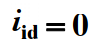 i_id = 0